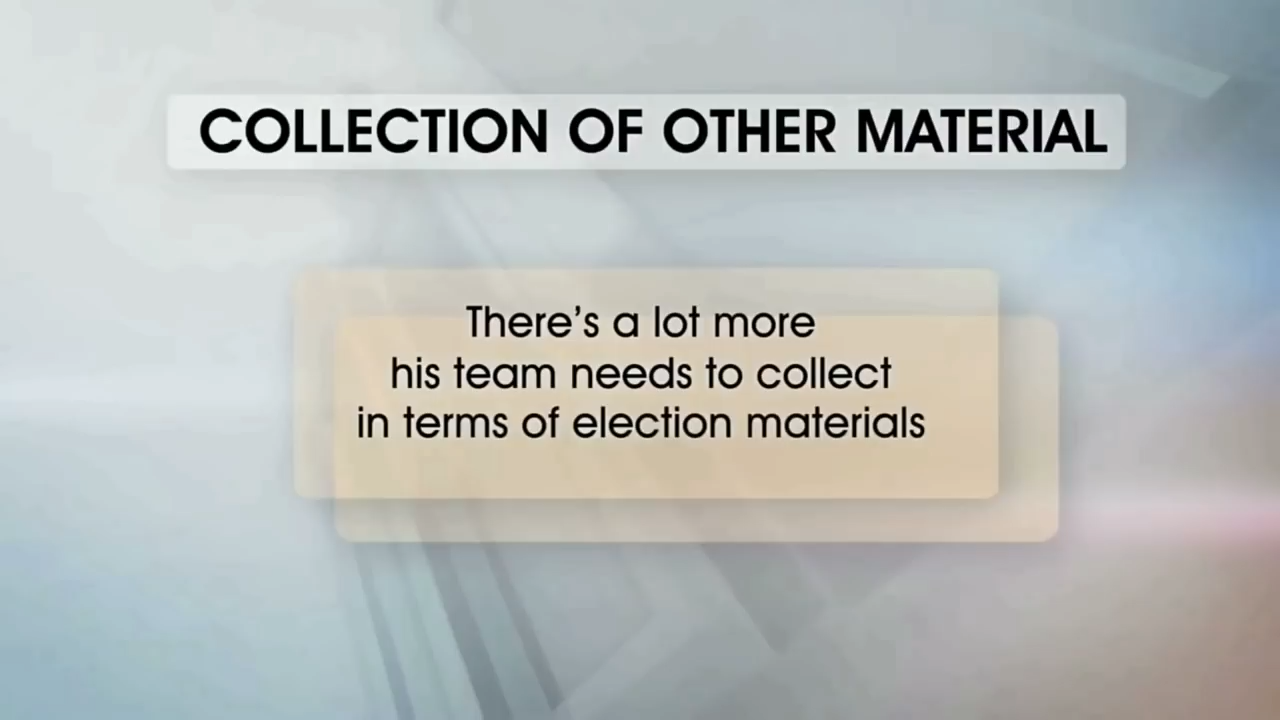 COLLECTION OF OTHER MATERIAL
There’s a lot more
his team needs to collect
in terms of election materials